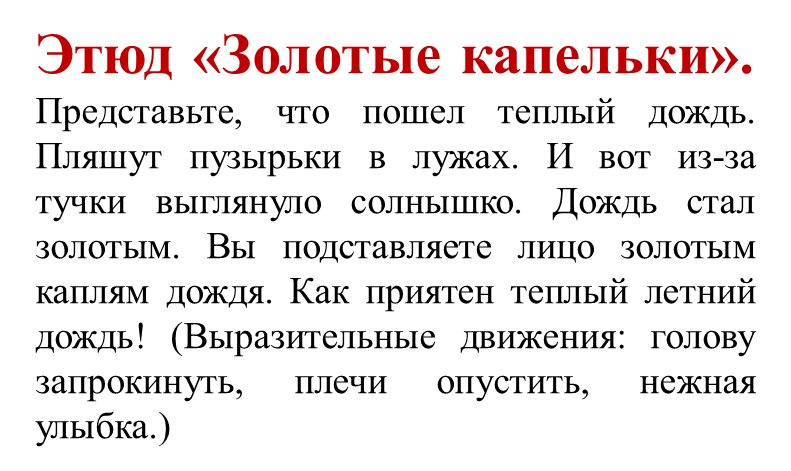 Этюд «Золотые капельки».
Представьте, что пошел теплый дождь.
Пляшут пузырьки в лужах. И вот из-за
тучки выглянуло солнышко. Дождь стал
золотым. Вы подставляете лицо золотым
каплям дождя. Как приятен теплый летний
дождь! (Выразительные движения: голову
запрокинуть, плечи опустить, нежная
улыбка.)